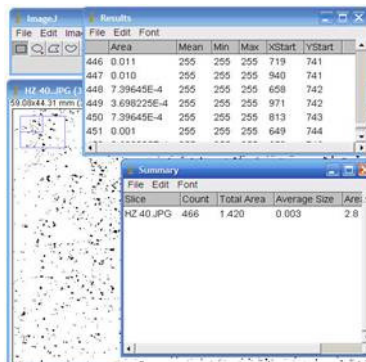 ImageJ
File Edit Ima
Results
File Edit Font
Area Mean Min Max XStart YStart
446 0.011 255 255 255 719 741
447 0.010 255 255 255 940 741
448 7.39645E-4 255 255 255 658 742
449 3.698225E-4 255 255 255 971 742
450 7.39645E-4 255 255 255 813 743
451 0.001 255 255 255 649 744
HZ 40.JPG (3
59.08x44.31 mm (2
Summary
File Edit Font
Slice Count Total Area Average Size Area
HZ 40.JPG 466 1.420 0.003 2.8